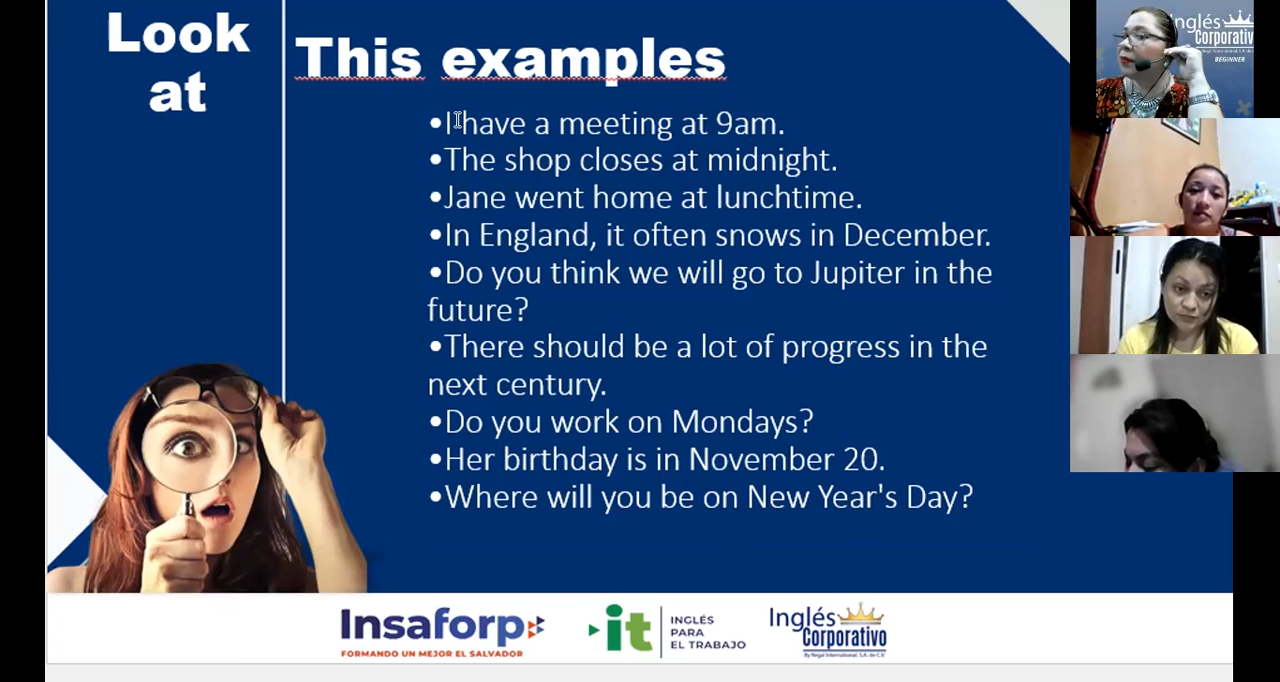 Look
at
This examples
•I have a meeting at 9am.
•The shop closes at midnight.
•Jane went home at lunchtime.
•In England, it often snows in December.
•Do you think we will go to Jupiter in the
future?
•There should be a lot of progress in the
next century.
•Do you work on Mondays?
•Her birthday is in November 20.
•Where will you be on New Year's Day?
Insaforp
FORMANDO UN MEJOR EL SALVADOR
it
INGLÉS
PARA
EL TRABAJO
Inglés
Corporativo
By Regal International, S.A. de C.V.
Inglés
Corporativo
BEGINNER